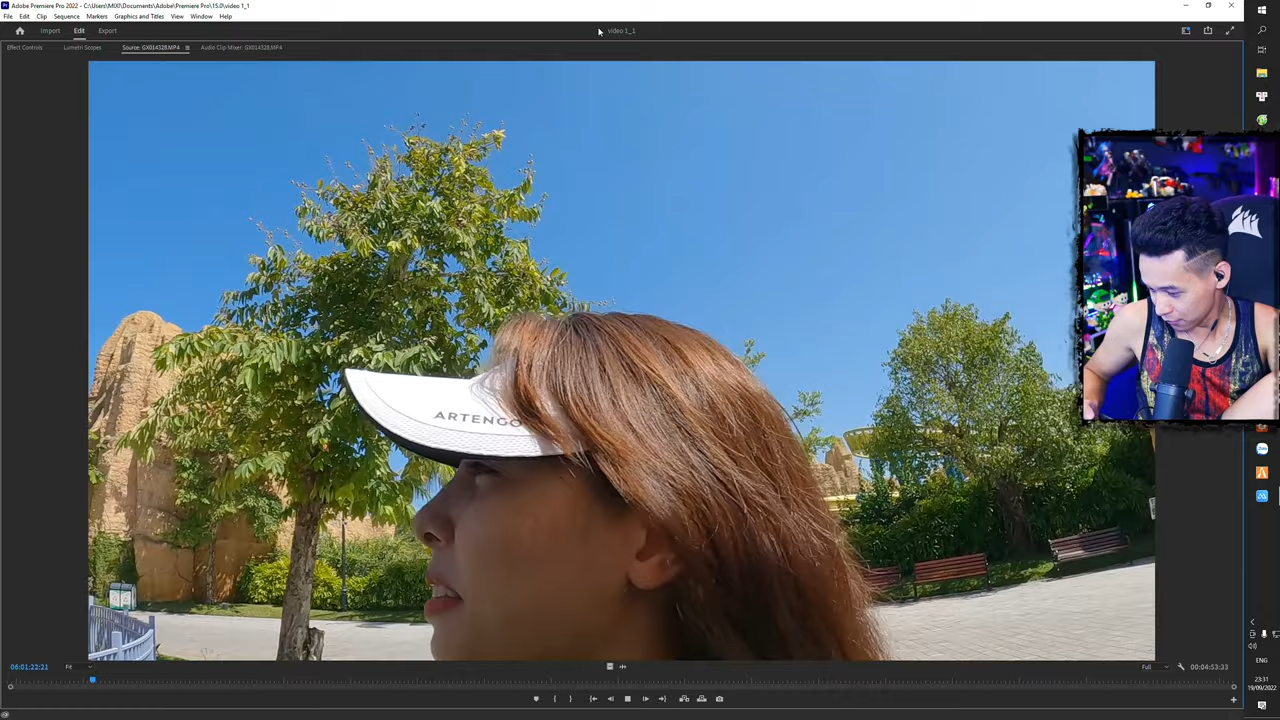 Adobe Premiere Pro 2022 - C:\Users\MIXI\Documents\Adobe\Premiere Pro\15.0\video 1_1
File Edit Clip Sequence Markers Graphics and Titles View Window Help
Import Edit Export
video 1_1
Effect Controls Lumetri Scopes Source: GX014328.MP4 Audio Clip Mixer: GX014328.MP4
ARTENGO
06:01:22:21 Fit Full 00:04:53:33
ENG
23:31
19/09/2022